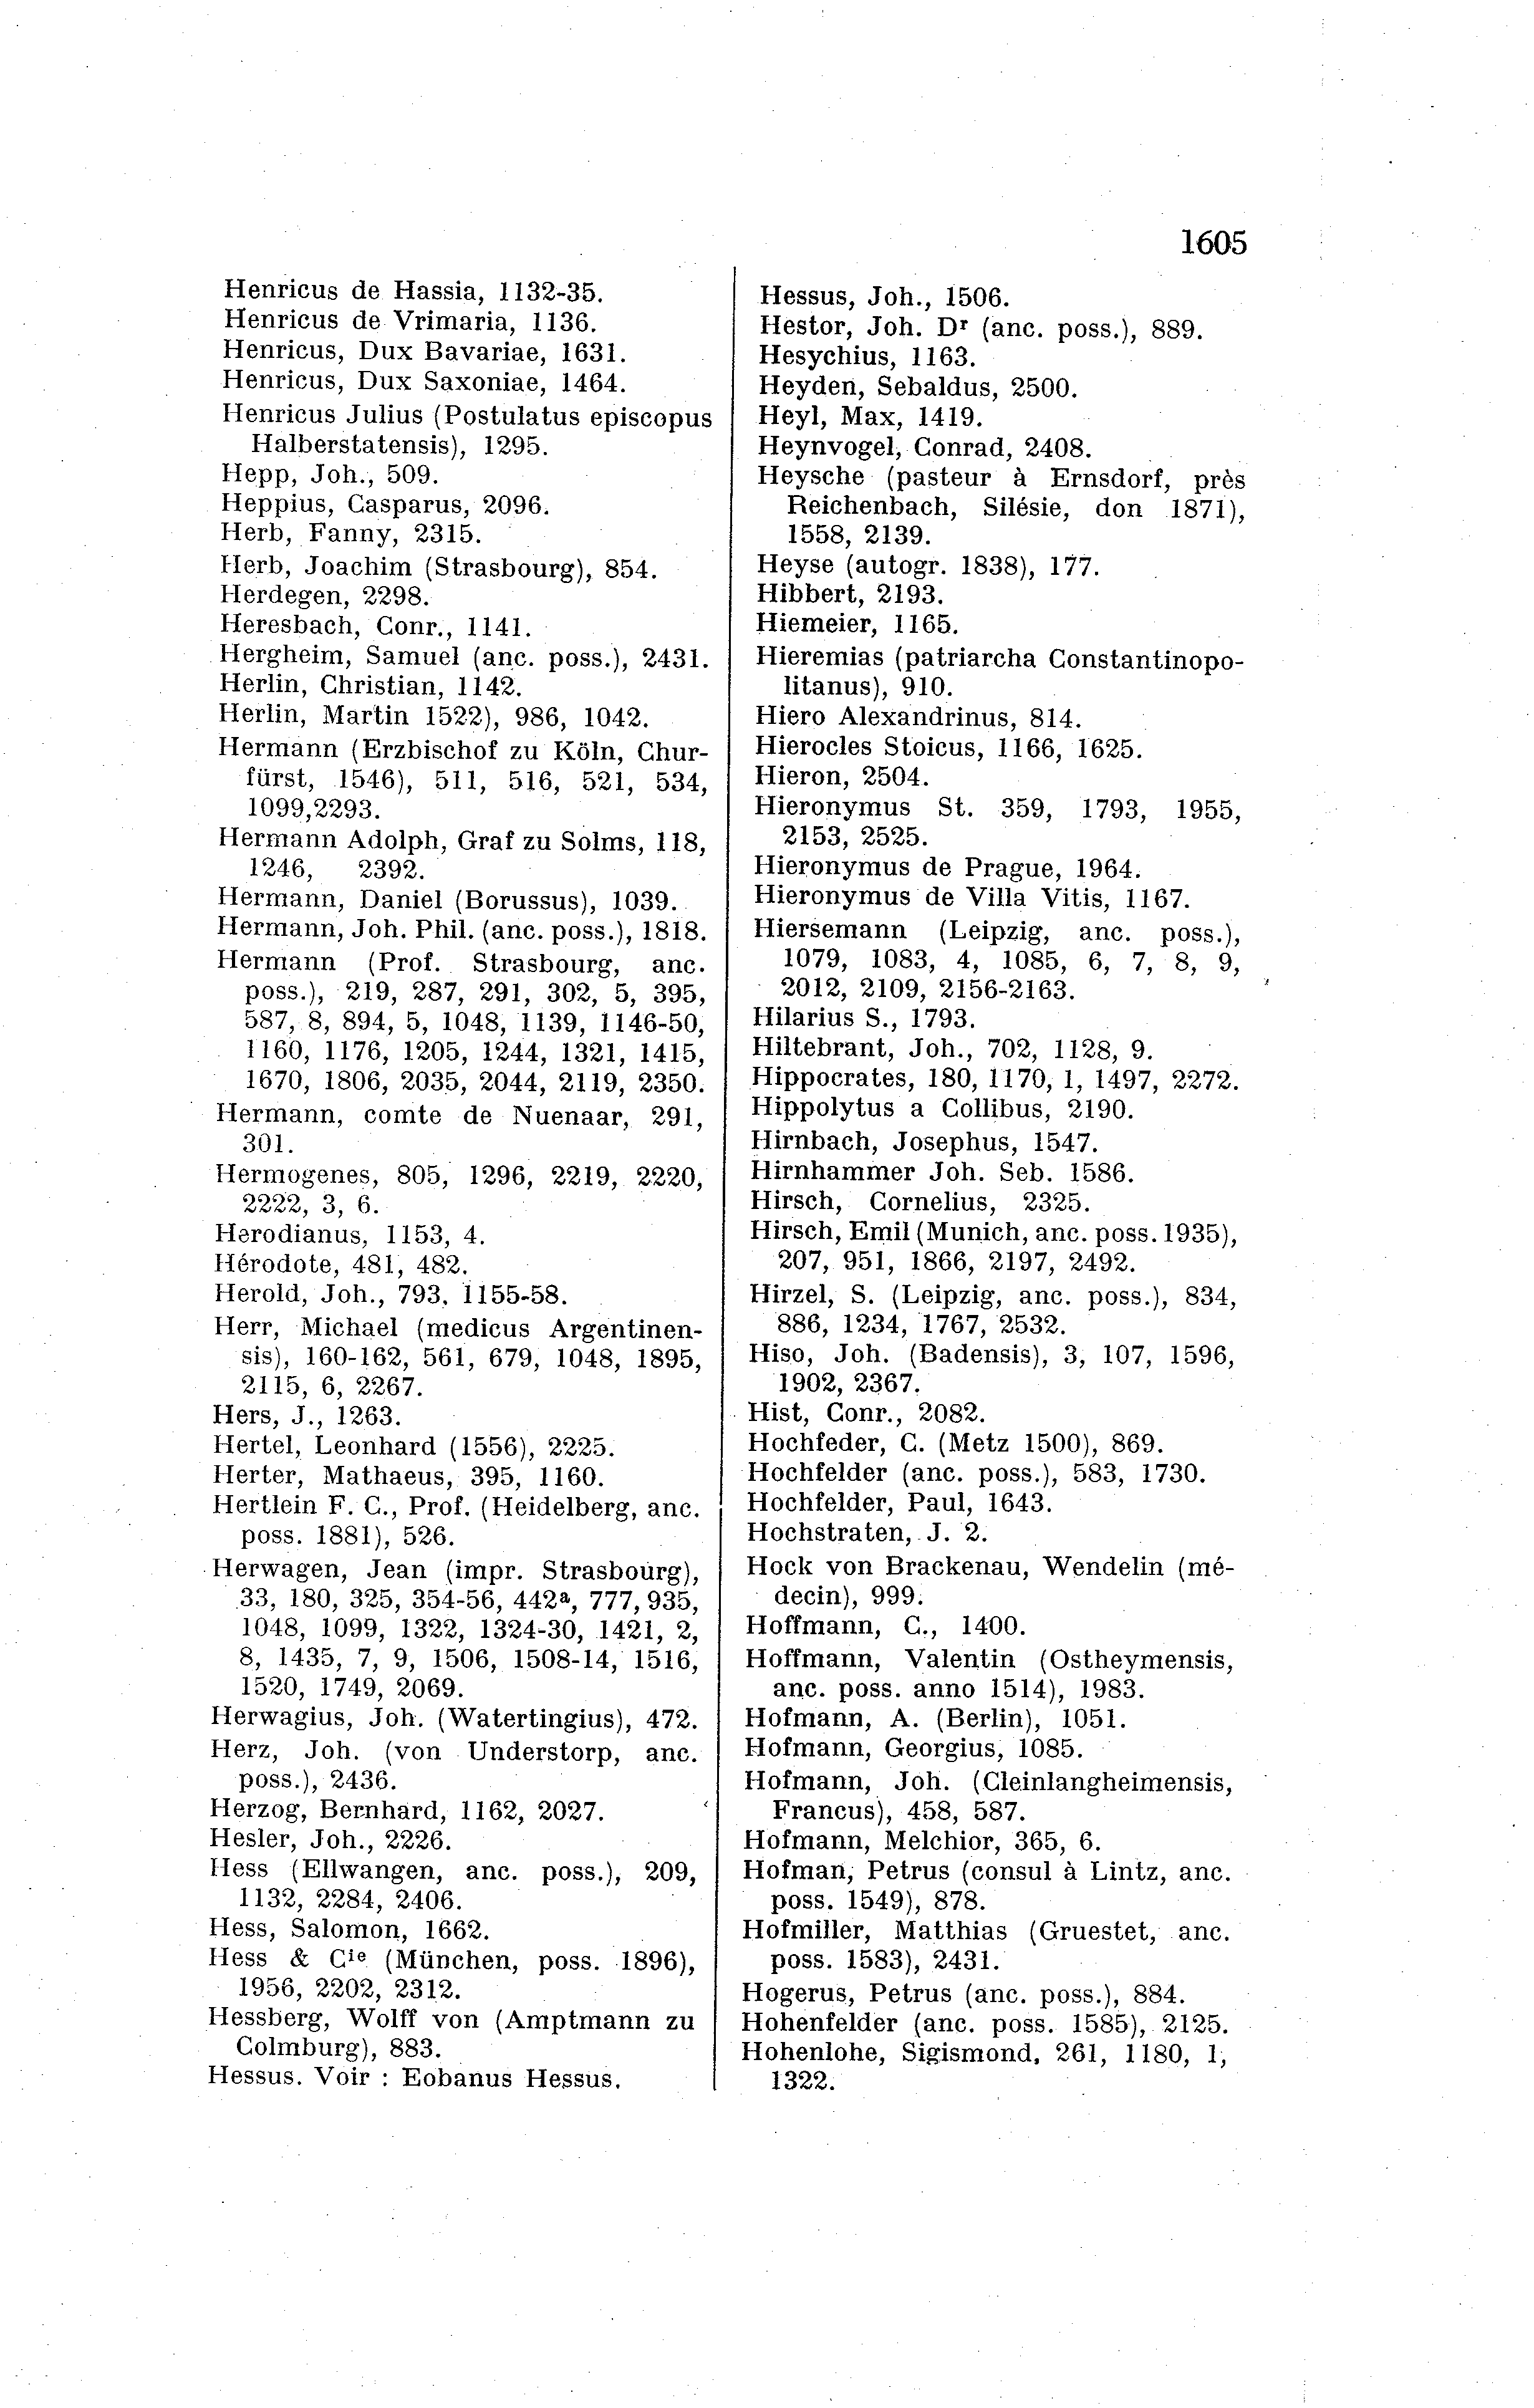 1605
Henricus de Hassia, 1132-35.
Henricus de Vrimaria, 1136.
Henricus, Dux Bavariae, 1631.
Henricus, Dux Saxoniae, 1464.
Henricus Julius (Postulatus episcopus
Halberstatensis), 1295.
Hepp, Joh., 509.
Heppius, Casparus, 2096.
Herb, Fanny, 2315.
Herb, Joachim (Strasbourg), 854.
Herdegen, 2298.
Heresbach, Conr., 1141.
Hergheim, Samuel (anc. poss.), 2431.
Herlin, Christian, 1142.
Herlin, Martin 1522), 986, 1042.
Hermann (Erzbischof zu Köln, Chur-
fürst, 1546), 511, 516, 521, 534,
1099,2293.
Hermann Adolph, Graf zu Solms, 118,
1246, 2392.
Hermann, Daniel (Borussus), 1039.
Hermann, Joh. Phil. (anc. poss.), 1818.
Hermann (Prof. Strasbourg, anc.
poss.), 219, 287, 291, 302, 5, 395,
587, 8, 894, 5, 1048, 1139, 1146-50,
1160, 1176, 1205, 1244, 1321, 1415,
1670, 1806, 2035, 2044, 2119, 2350.
Hermann, comte de Nuenaar, 291,
301.
Hermogenes, 805, 1296, 2219, 2220,
2222, 3, 6.
Herodianus, 1153, 4.
Hérodote, 481, 482.
Herold, Joh., 793. 1155-58.
Herr, Michael (medicus Argentinen-
sis), 160-162, 561, 679, 1048, 1895,
2115, 6, 2267.
Hers, J., 1263.
Hertel, Leonhard (1556), 2225.
Herter, Mathaeus, 395, 1160.
Hertlein F. C., Prof. (Heidelberg, anc.
poss. 1881), 526.
Herwagen, Jean (impr. Strasbourg),
33, 180, 325, 354-56, 442ª, 777, 935,
1048, 1099, 1322, 1324-30, 1421, 2,
8, 1435, 7, 9, 1506, 1508-14, 1516,
1520, 1749, 2069.
Herwagius, Joh. (Watertingius), 472.
Herz, Joh. (von Understorp, anc.
poss.), 2436.
Herzog, Bernhard, 1162, 2027.
Hesler, Joh., 2226.
Hess (Ellwangen, anc. poss.), 209,
1132, 2284, 2406.
Hess, Salomon, 1662.
Hess & Cie (München, poss. 1896),
1956, 2202, 2312.
Hessberg, Wolff von (Amptmann zu
Colmburg), 883.
Hessus. Voir : Eobanus Hessus.
Hessus, Joh., 1506.
Hestor, Joh. Dr (anc. poss.), 889.
Hesychius, 1163.
Heyden, Sebaldus, 2500.
Heyl, Max, 1419.
Heynvogel, Conrad, 2408.
Heysche (pasteur à Ernsdorf, près
Reichenbach, Silésie, don 1871),
1558, 2139.
Heyse (autogr. 1838), 177.
Hibbert, 2193.
Hiemeier, 1165.
Hieremias (patriarcha Constantinopo-
litanus), 910.
Hiero Alexandrinus, 814.
Hierocles Stoicus, 1166, 1625.
Hieron, 2504.
Hieronymus St. 359, 1793, 1955,
2153, 2525.
Hieronymus de Prague, 1964.
Hieronymus de Villa Vitis, 1167.
Hiersemann (Leipzig, anc. poss.),
1079, 1083, 4, 1085, 6, 7, 8, 9,
2012, 2109, 2156-2163.
Hilarius S., 1793.
Hiltebrant, Joh., 702, 1128, 9.
Hippocrates, 180, 1170, 1, 1497, 2272.
Hippolytus a Collibus, 2190.
Hirnbach, Josephus, 1547.
Hirnhammer Joh. Seb. 1586.
Hirsch, Cornelius, 2325.
Hirsch, Emil (Munich, anc. poss. 1935),
207, 951, 1866, 2197, 2492.
Hirzel, S. (Leipzig, anc. poss.), 834,
886, 1234, 1767, 2532.
Hiso, Joh. (Badensis), 3, 107, 1596,
1902, 2367.
Hist, Conr., 2082.
Hochfeder, C. (Metz 1500), 869.
Hochfelder (anc. poss.), 583, 1730.
Hochfelder, Paul, 1643.
Hochstraten, J. 2.
Hock von Brackenau, Wendelin (mé-
decin), 999.
Hoffmann, C., 1400.
Hoffmann, Valentin (Ostheymensis,
anc. poss. anno 1514), 1983.
Hofmann, A. (Berlin), 1051.
Hofmann, Georgius, 1085.
Hofmann, Joh. (Cleinlangheimensis,
Francus), 458, 587.
Hofmann, Melchior, 365, 6.
Hofman, Petrus (consul à Lintz, anc.
poss. 1549), 878.
Hofmiller, Matthias (Gruestet, anc.
poss. 1583), 2431.
Hogerus, Petrus (anc. poss.), 884.
Hohenfelder (anc. poss. 1585), 2125.
Hohenlohe, Sigismond, 261, 1180, 1,
1322.